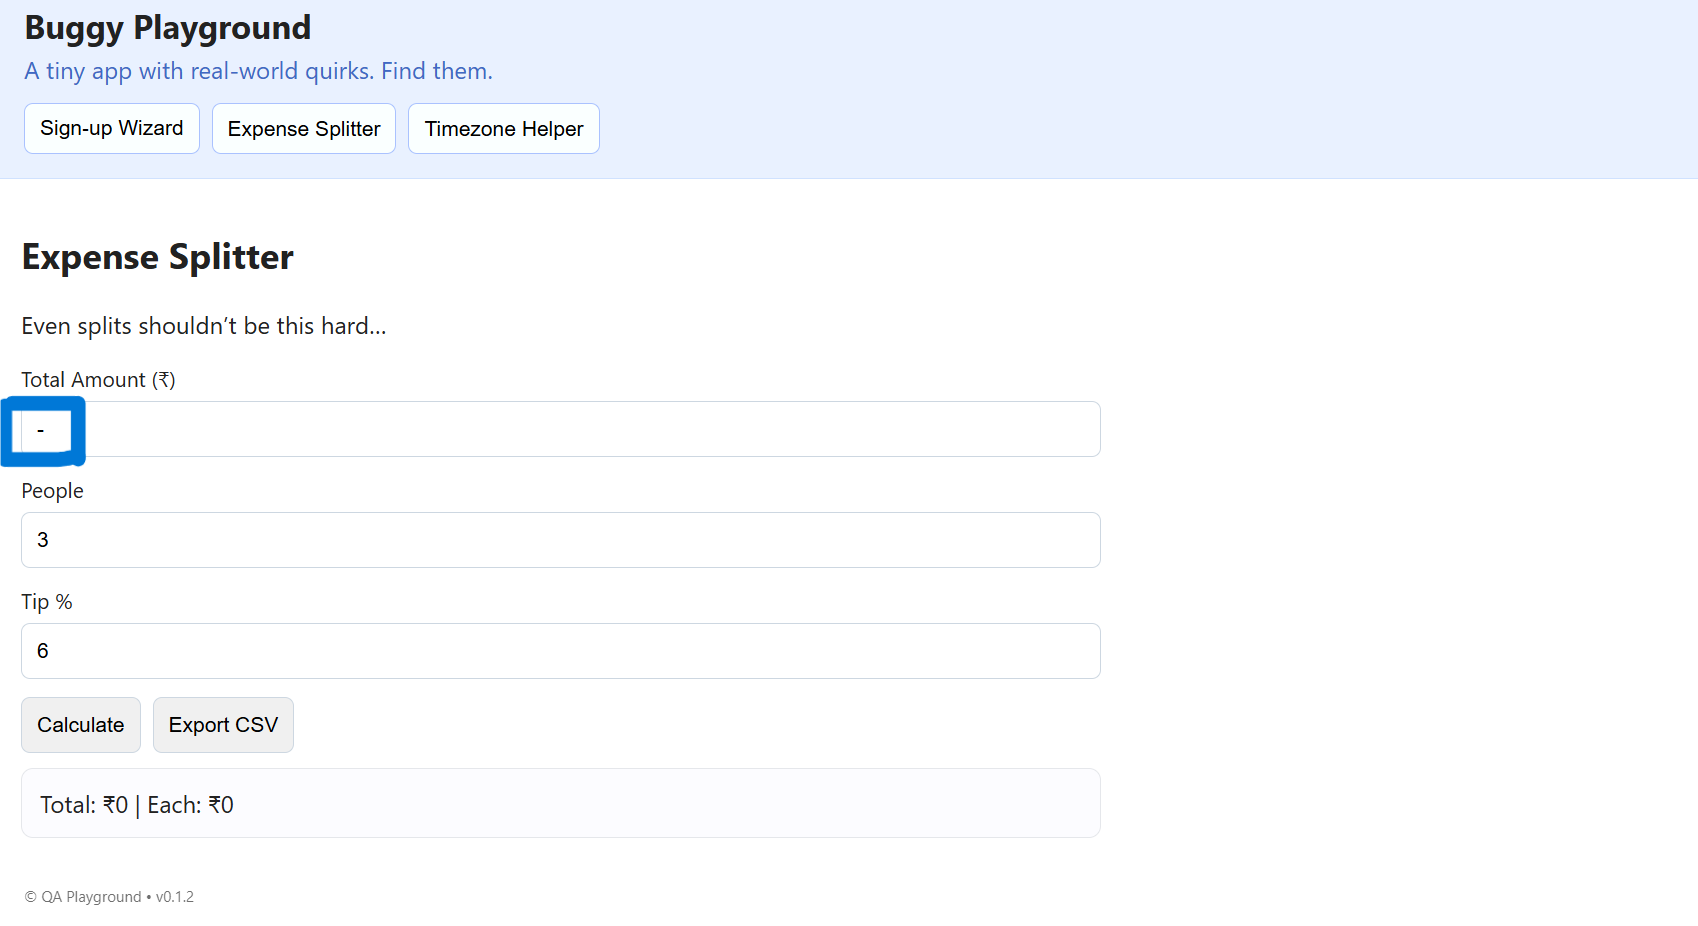 Buggy Playground
A tiny app with real-world quirks. Find them.
Sign-up Wizard Expense Splitter Timezone Helper
Expense Splitter
Even splits shouldn’t be this hard…
Total Amount (₹)
-
People
3
Tip %
6
Calculate Export CSV
Total: ₹0 | Each: ₹0
© QA Playground • v0.1.2